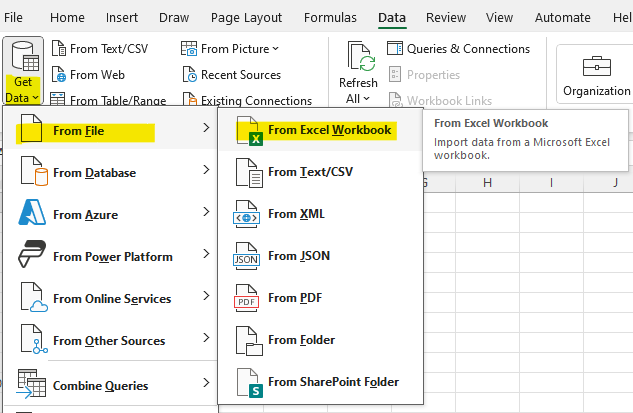 File Home Insert Draw Page Layout Formulas Data Review View Automate Hel
Get Data
From Text/CSV
From Web
From Table/Range
From Picture
Recent Sources
Existing Connections
Refresh All
Queries & Connections
Properties
Workbook Links
Organization
From File
From Database
From Azure
From Power Platform
From Online Services
From Other Sources
Combine Queries
From Excel Workbook
From Text/CSV
From XML
JSON
From JSON
PDF
From PDF
From Folder
From SharePoint Folder
From Excel Workbook
Import data from a Microsoft Excel
workbook.
G H I J